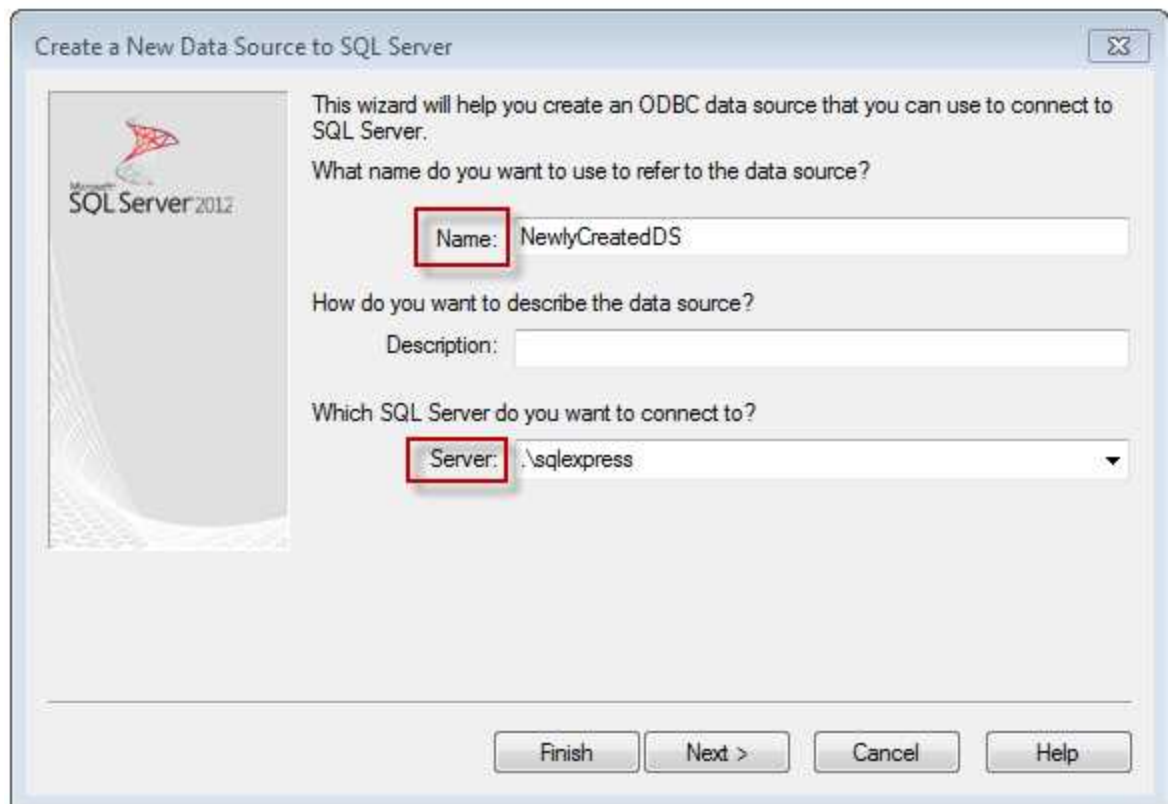 Create a New Data Source to SQL Server
This wizard will help you create an ODBC data source that you can use to connect to
SQL Server.
What name do you want to use to refer to the data source?
Microsoft
SQL Server 2012
Name: NewlyCreatedDS
How do you want to describe the data source?
Description:
Which SQL Server do you want to connect to?
Server: .\sqlexpress
Finish Next > Cancel Help